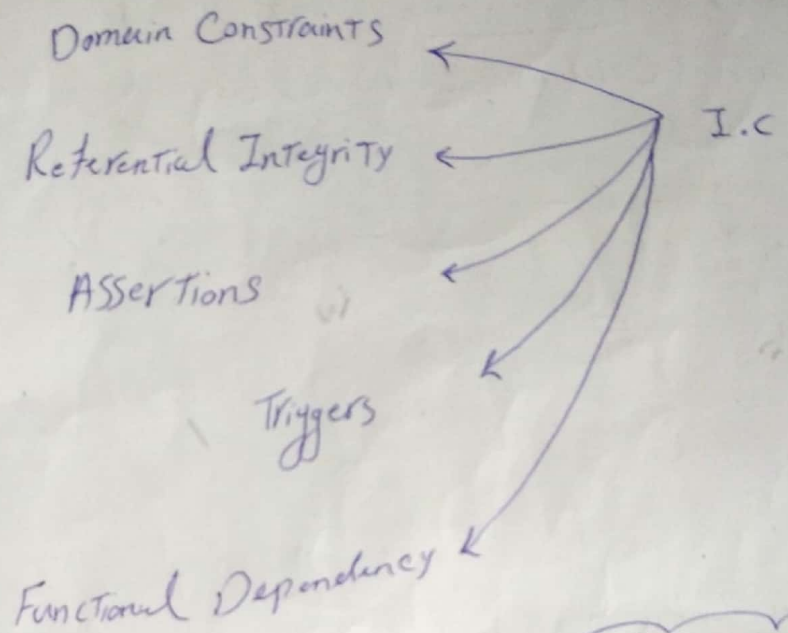 Domain Constraints
I.C
Referential Integrity
Assertions
Triggers
Functional Dependency